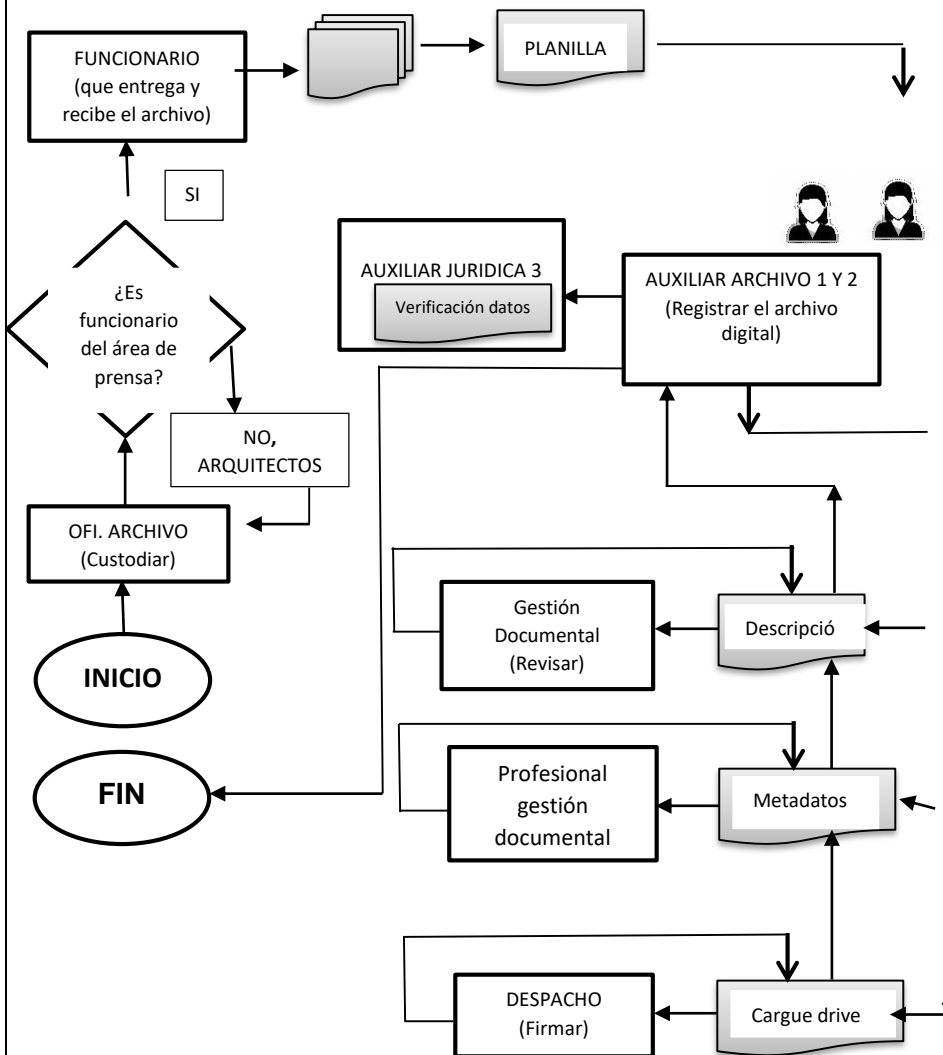 FUNCIONARIO
(que entrega y
recibe el archivo)
PLANILLA
SI
¿Es
funcionario
del área de
prensa?
NO,
ARQUITECTOS
OFI. ARCHIVO
(Custodiar)
INICIO
FIN
AUXILIAR JURIDICA 3
Verificación datos
AUXILIAR ARCHIVO 1 Y 2
(Registrar el archivo
digital)
Gestión
Documental
(Revisar)
Descripció
Profesional
gestión
documental
Metadatos
DESPACHO
(Firmar)
Cargue drive